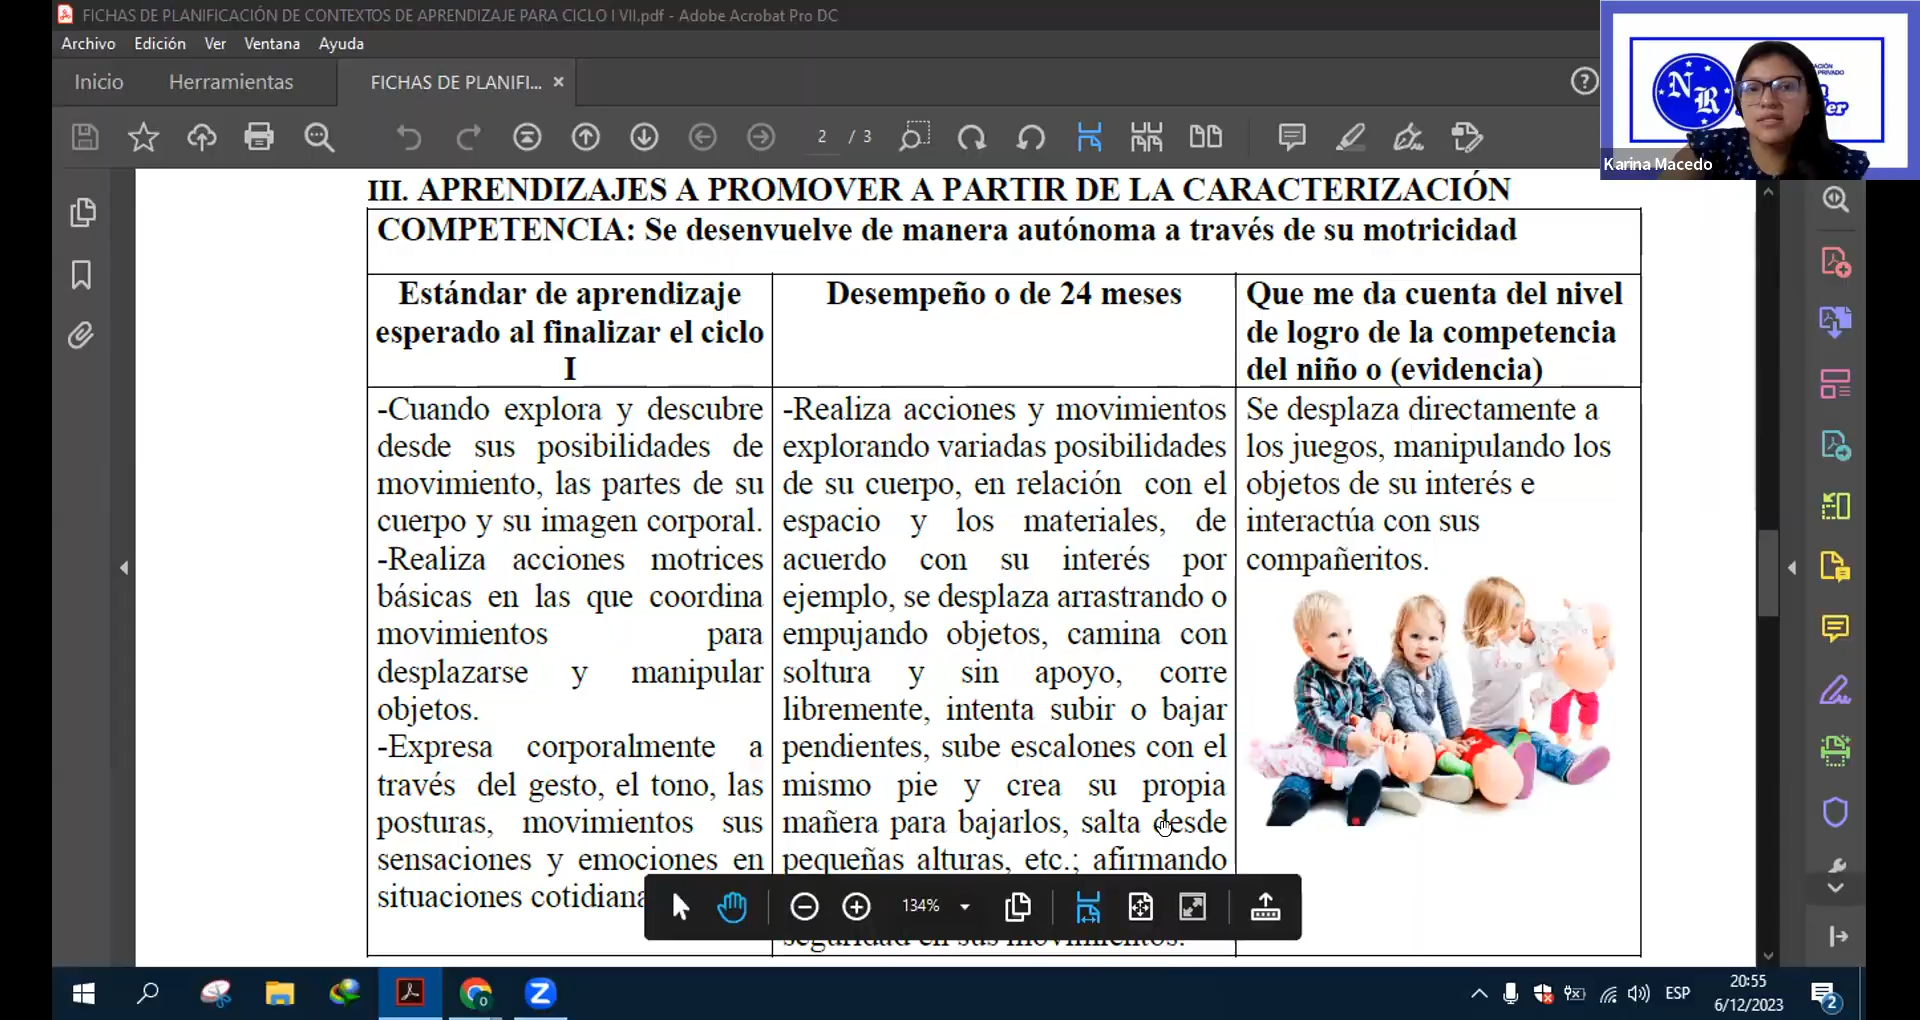 FICHAS DE PLANIFICACIÓN DE CONTEXTOS DE APRENDIZAJE PARA CICLO I VII.pdf - Adobe Acrobat Pro DC
Archivo Edición Ver Ventana Ayuda
Inicio Herramientas FICHAS DE PLANIFI... ×
2 / 3
N R
Karina Macedo
III. APRENDIZAJES A PROMOVER A PARTIR DE LA CARACTERIZACIÓN
COMPETENCIA: Se desenvuelve de manera autónoma a través de su motricidad
Estándar de aprendizaje
esperado al finalizar el ciclo
I
Desempeño o de 24 meses
Que me da cuenta del nivel
de logro de la competencia
del niño o (evidencia)
-Cuando explora y descubre
desde sus posibilidades de
movimiento, las partes de su
cuerpo y su imagen corporal.
-Realiza acciones motrices
básicas en las que coordina
movimientos para
desplazarse y manipular
objetos.
-Expresa corporalmente a
través del gesto, el tono, las
posturas, movimientos sus
sensaciones y emociones en
situaciones cotidiana
-Realiza acciones y movimientos
explorando variadas posibilidades
de su cuerpo, en relación con el
espacio y los materiales, de
acuerdo con su interés por
ejemplo, se desplaza arrastrando o
empujando objetos, camina con
soltura y sin apoyo, corre
libremente, intenta subir o bajar
pendientes, sube escalones con el
mismo pie y crea su propia
mañera para bajarlos, salta desde
pequeñas alturas, etc.; afirmando
seguridad en sus movimientos.
Se desplaza directamente a
los juegos, manipulando los
objetos de su interés e
interactúa con sus
compañeritos.
134%
ESP
20:55
6/12/2023
2